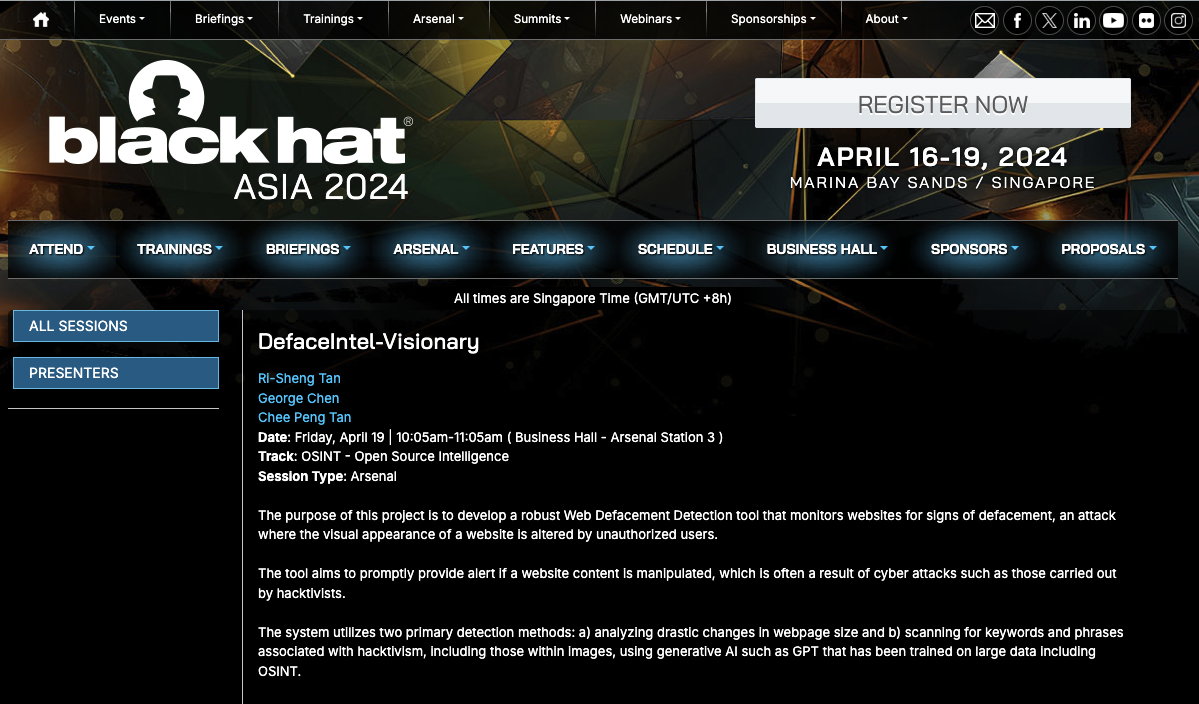 Events
Briefings
Trainings
Arsenal
Summits
Webinars
Sponsorships
About
black hat®
ASIA 2024
REGISTER NOW
APRIL 16-19, 2024
MARINA BAY SANDS / SINGAPORE
ATTEND
TRAININGS
BRIEFINGS
ARSENAL
FEATURES
SCHEDULE
BUSINESS HALL
SPONSORS
PROPOSALS
All times are Singapore Time (GMT/UTC +8h)
ALL SESSIONS
PRESENTERS
DefaceIntel-Visionary
Ri-Sheng Tan
George Chen
Chee Peng Tan
Date: Friday, April 19 | 10:05am-11:05am ( Business Hall - Arsenal Station 3 )
Track: OSINT - Open Source Intelligence
Session Type: Arsenal
The purpose of this project is to develop a robust Web Defacement Detection tool that monitors websites for signs of defacement, an attack
where the visual appearance of a website is altered by unauthorized users.
The tool aims to promptly provide alert if a website content is manipulated, which is often a result of cyber attacks such as those carried out
by hacktivists.
The system utilizes two primary detection methods: a) analyzing drastic changes in webpage size and b) scanning for keywords and phrases
associated with hacktivism, including those within images, using generative AI such as GPT that has been trained on large data including
OSINT.